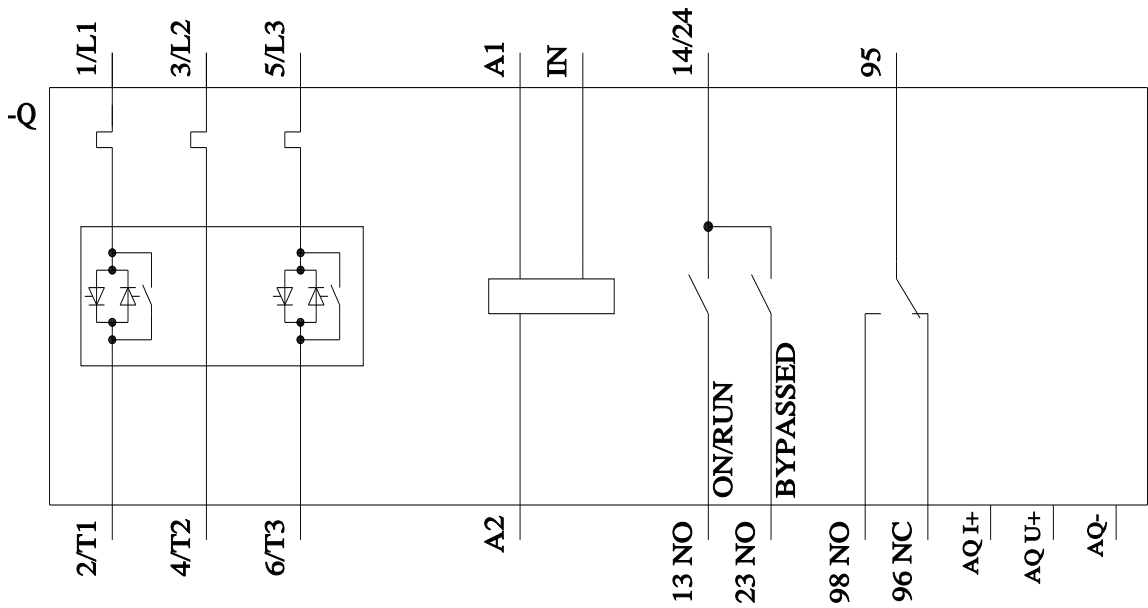 1/L1
3/L2
5/L3
A1
IN
14/24
95
-Q
ON/RUN
BYPASSED
2/T1
4/T2
6/T3
A2
13 NO
23 NO
98 NO
96 NC
AQ I+
AQ U+
AQ-